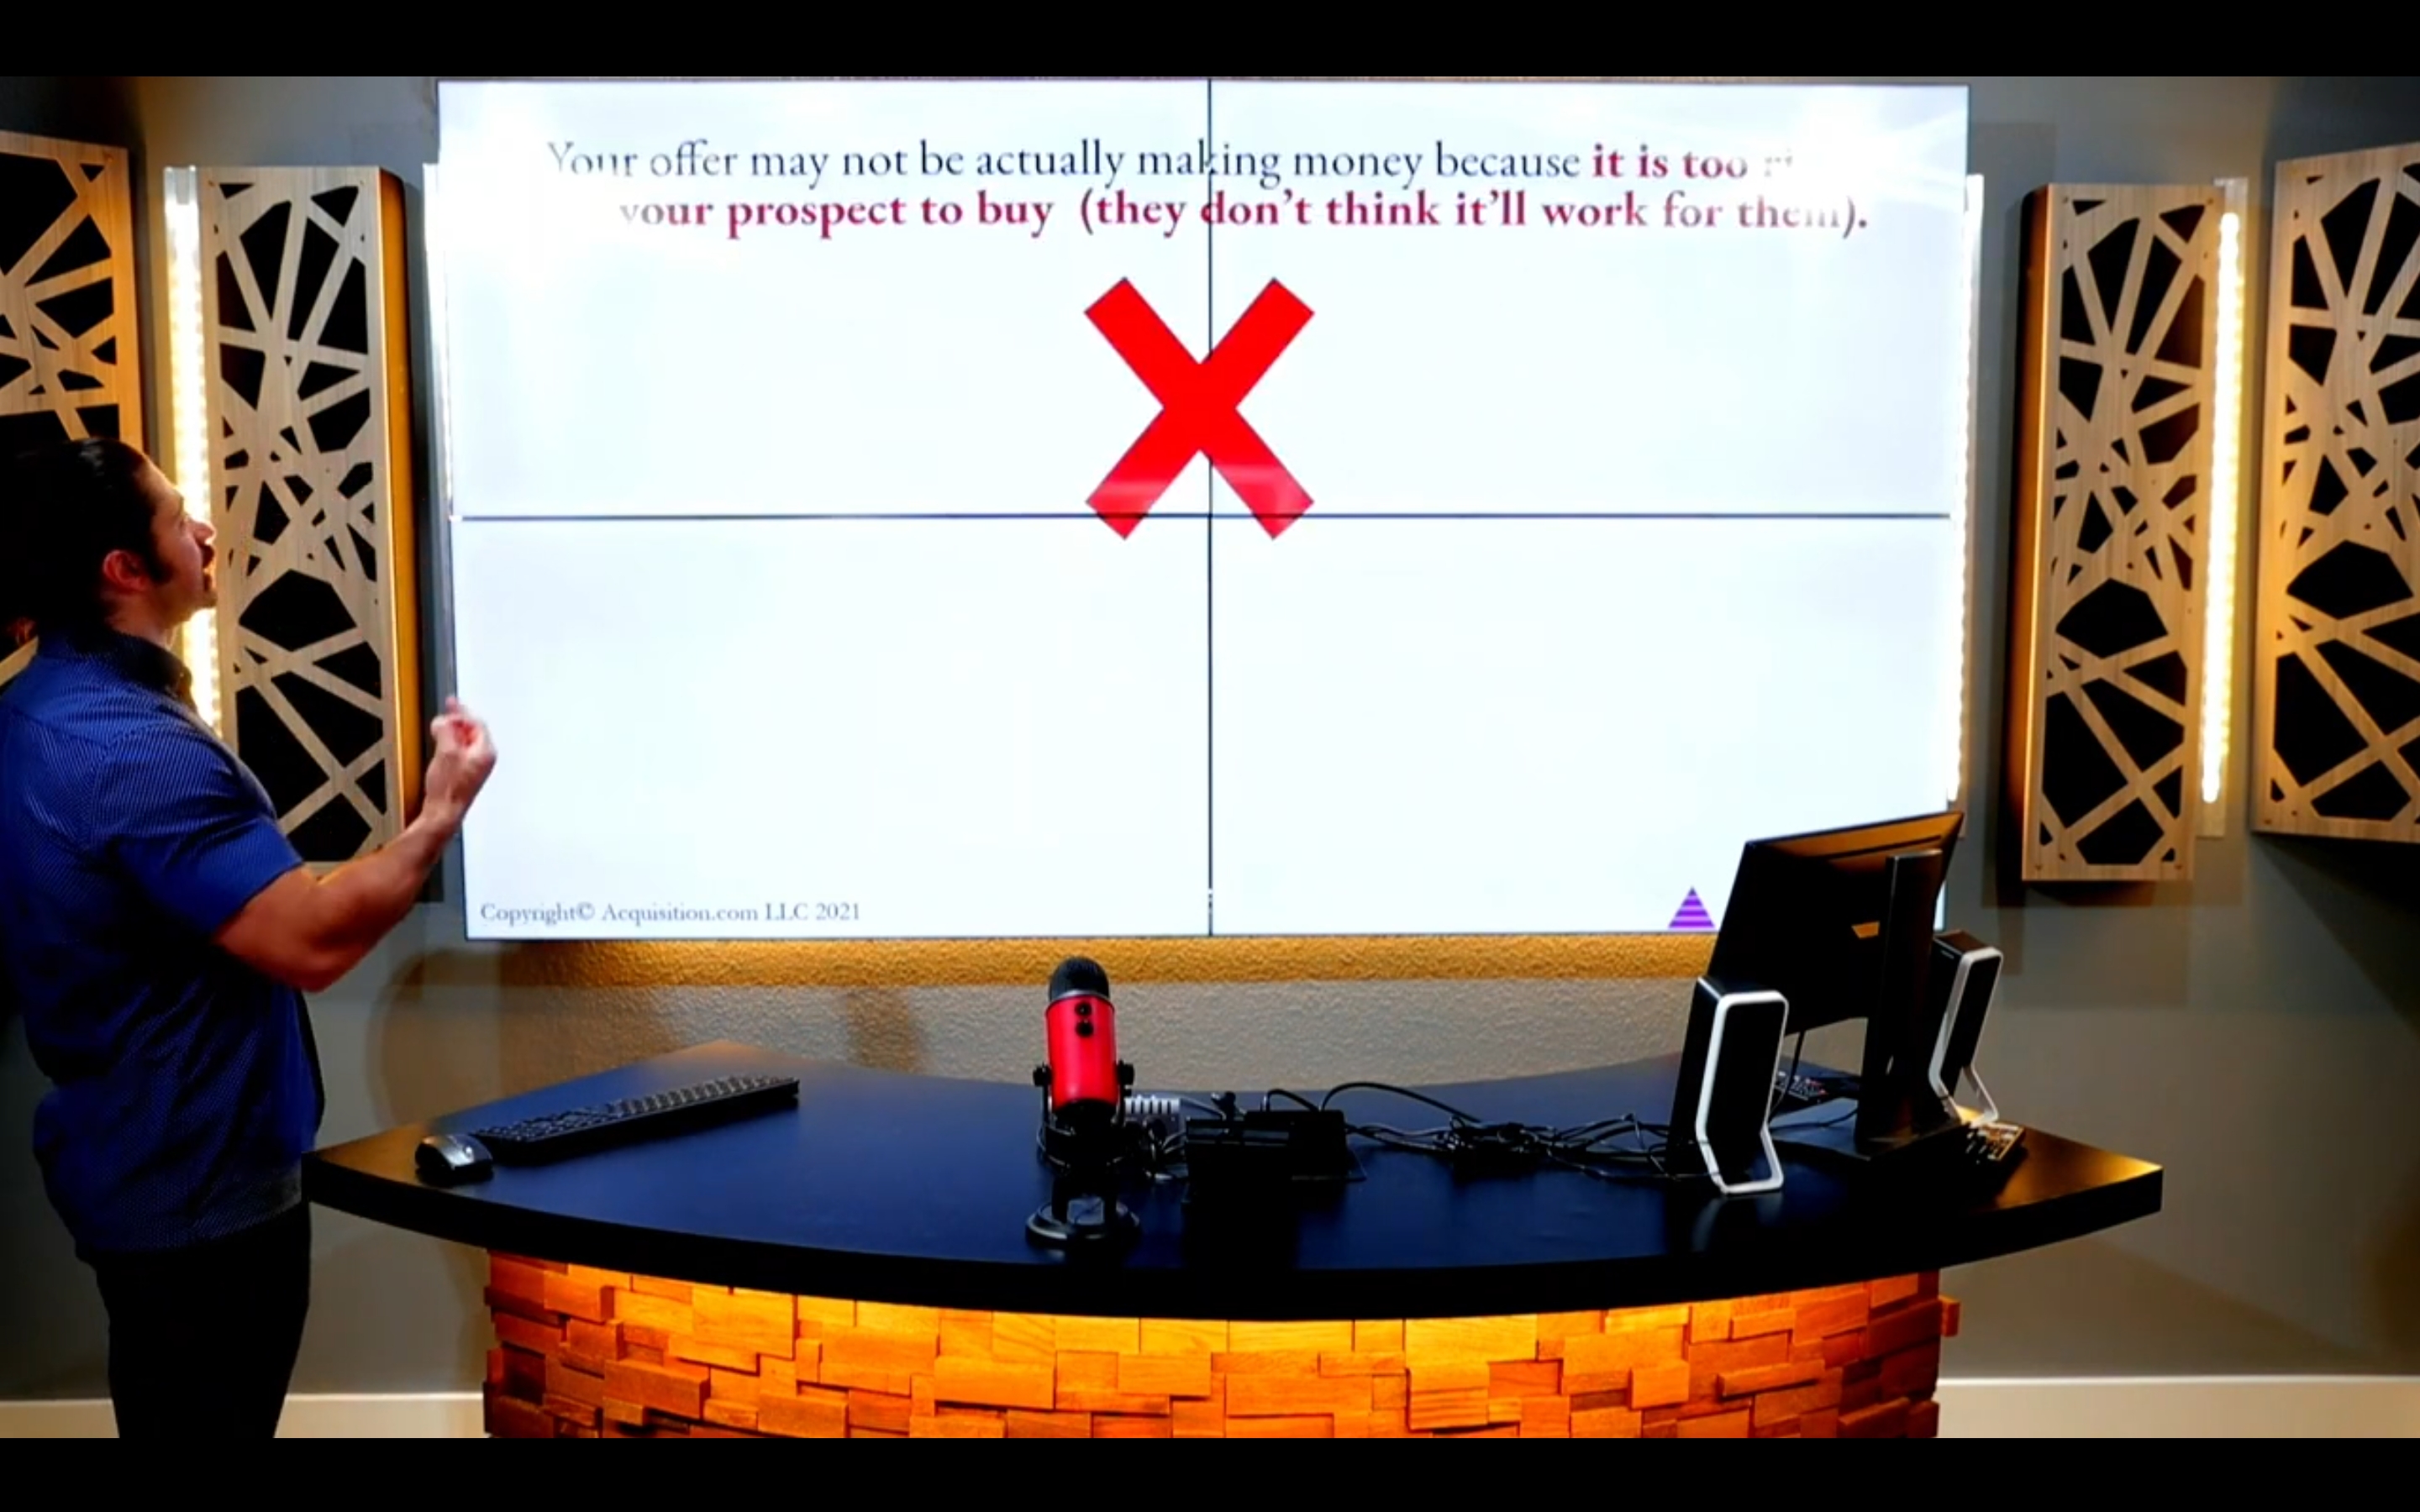 Your offer may not be actually making money because it is too
your prospect to buy (they don't think it'll work for them).
Copyright© Acquisition.com LLC 2021